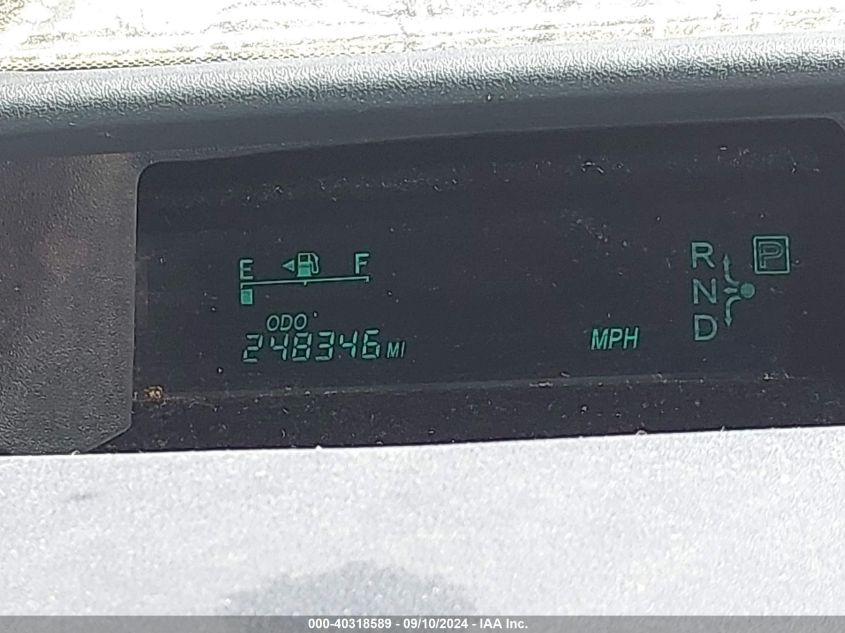 E F
ODO
248346 MI
MPH
R P
N
D
000-40318589 - 09/10/2024 - IAA Inc.